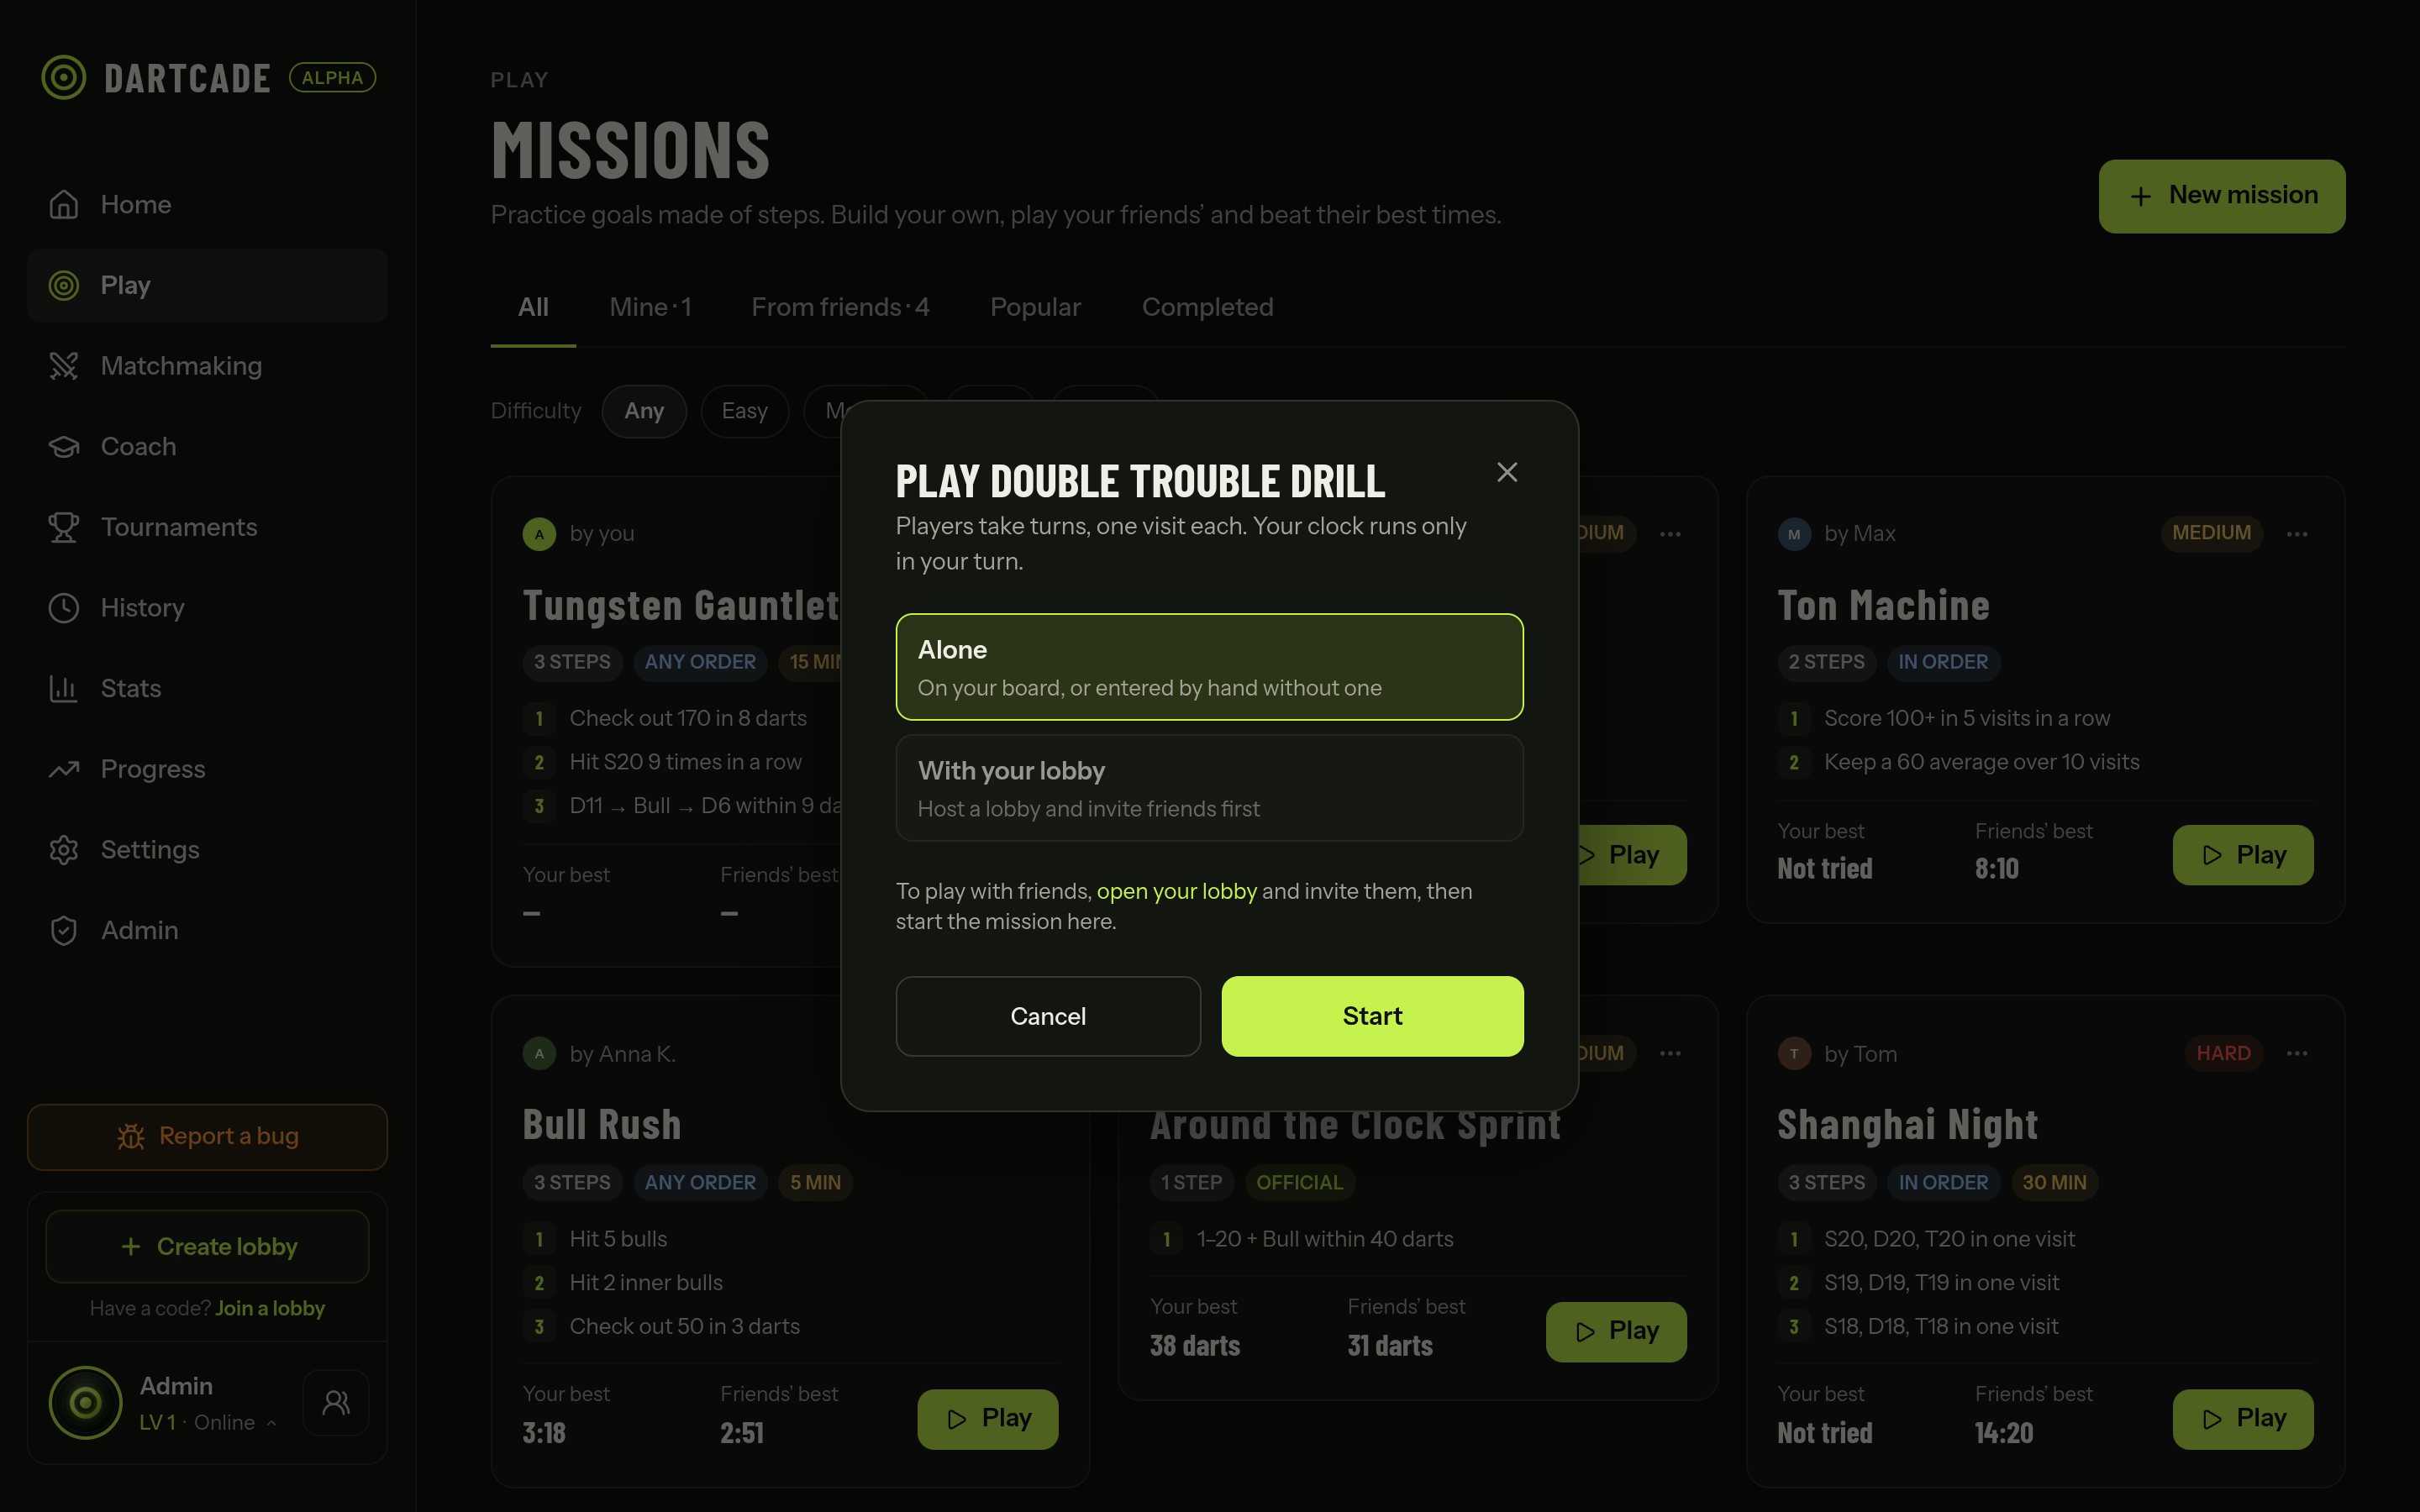 DARTCADE ALPHA
Home
Play
Matchmaking
Coach
Tournaments
History
Stats
Progress
Settings
Admin
Report a bug
+ Create lobby
Have a code? Join a lobby
Admin
LV 1 · Online
PLAY
MISSIONS
Practice goals made of steps. Build your own, play your friends’ and beat their best times.
+ New mission
All
Mine · 1
From friends · 4
Popular
Completed
Difficulty
Any
Easy
PLAY DOUBLE TROUBLE DRILL
Players take turns, one visit each. Your clock runs only
in your turn.
Alone
On your board, or entered by hand without one
With your lobby
Host a lobby and invite friends first
To play with friends, open your lobby and invite them, then
start the mission here.
Cancel
Start
A by you
Tungsten Gauntlet
3 STEPS ANY ORDER 15 MIN
1 Check out 170 in 8 darts
2 Hit S20 9 times in a row
3 D11 → Bull → D6 within 9
Your best
–
Friends’ best
–
Play
M by Max
MEDIUM
Ton Machine
2 STEPS IN ORDER
1 Score 100+ in 5 visits in a row
2 Keep a 60 average over 10 visits
Your best
Not tried
Friends’ best
8:10
Play
A by Anna K.
Bull Rush
3 STEPS ANY ORDER 5 MIN
1 Hit 5 bulls
2 Hit 2 inner bulls
3 Check out 50 in 3 darts
Your best
3:18
Friends’ best
2:51
Play
Around the Clock Sprint
1 STEP OFFICIAL
1 1–20 + Bull within 40 darts
Your best
38 darts
Friends’ best
31 darts
Play
T by Tom
HARD
Shanghai Night
3 STEPS IN ORDER 30 MIN
1 S20, D20, T20 in one visit
2 S19, D19, T19 in one visit
3 S18, D18, T18 in one visit
Your best
Not tried
Friends’ best
14:20
Play